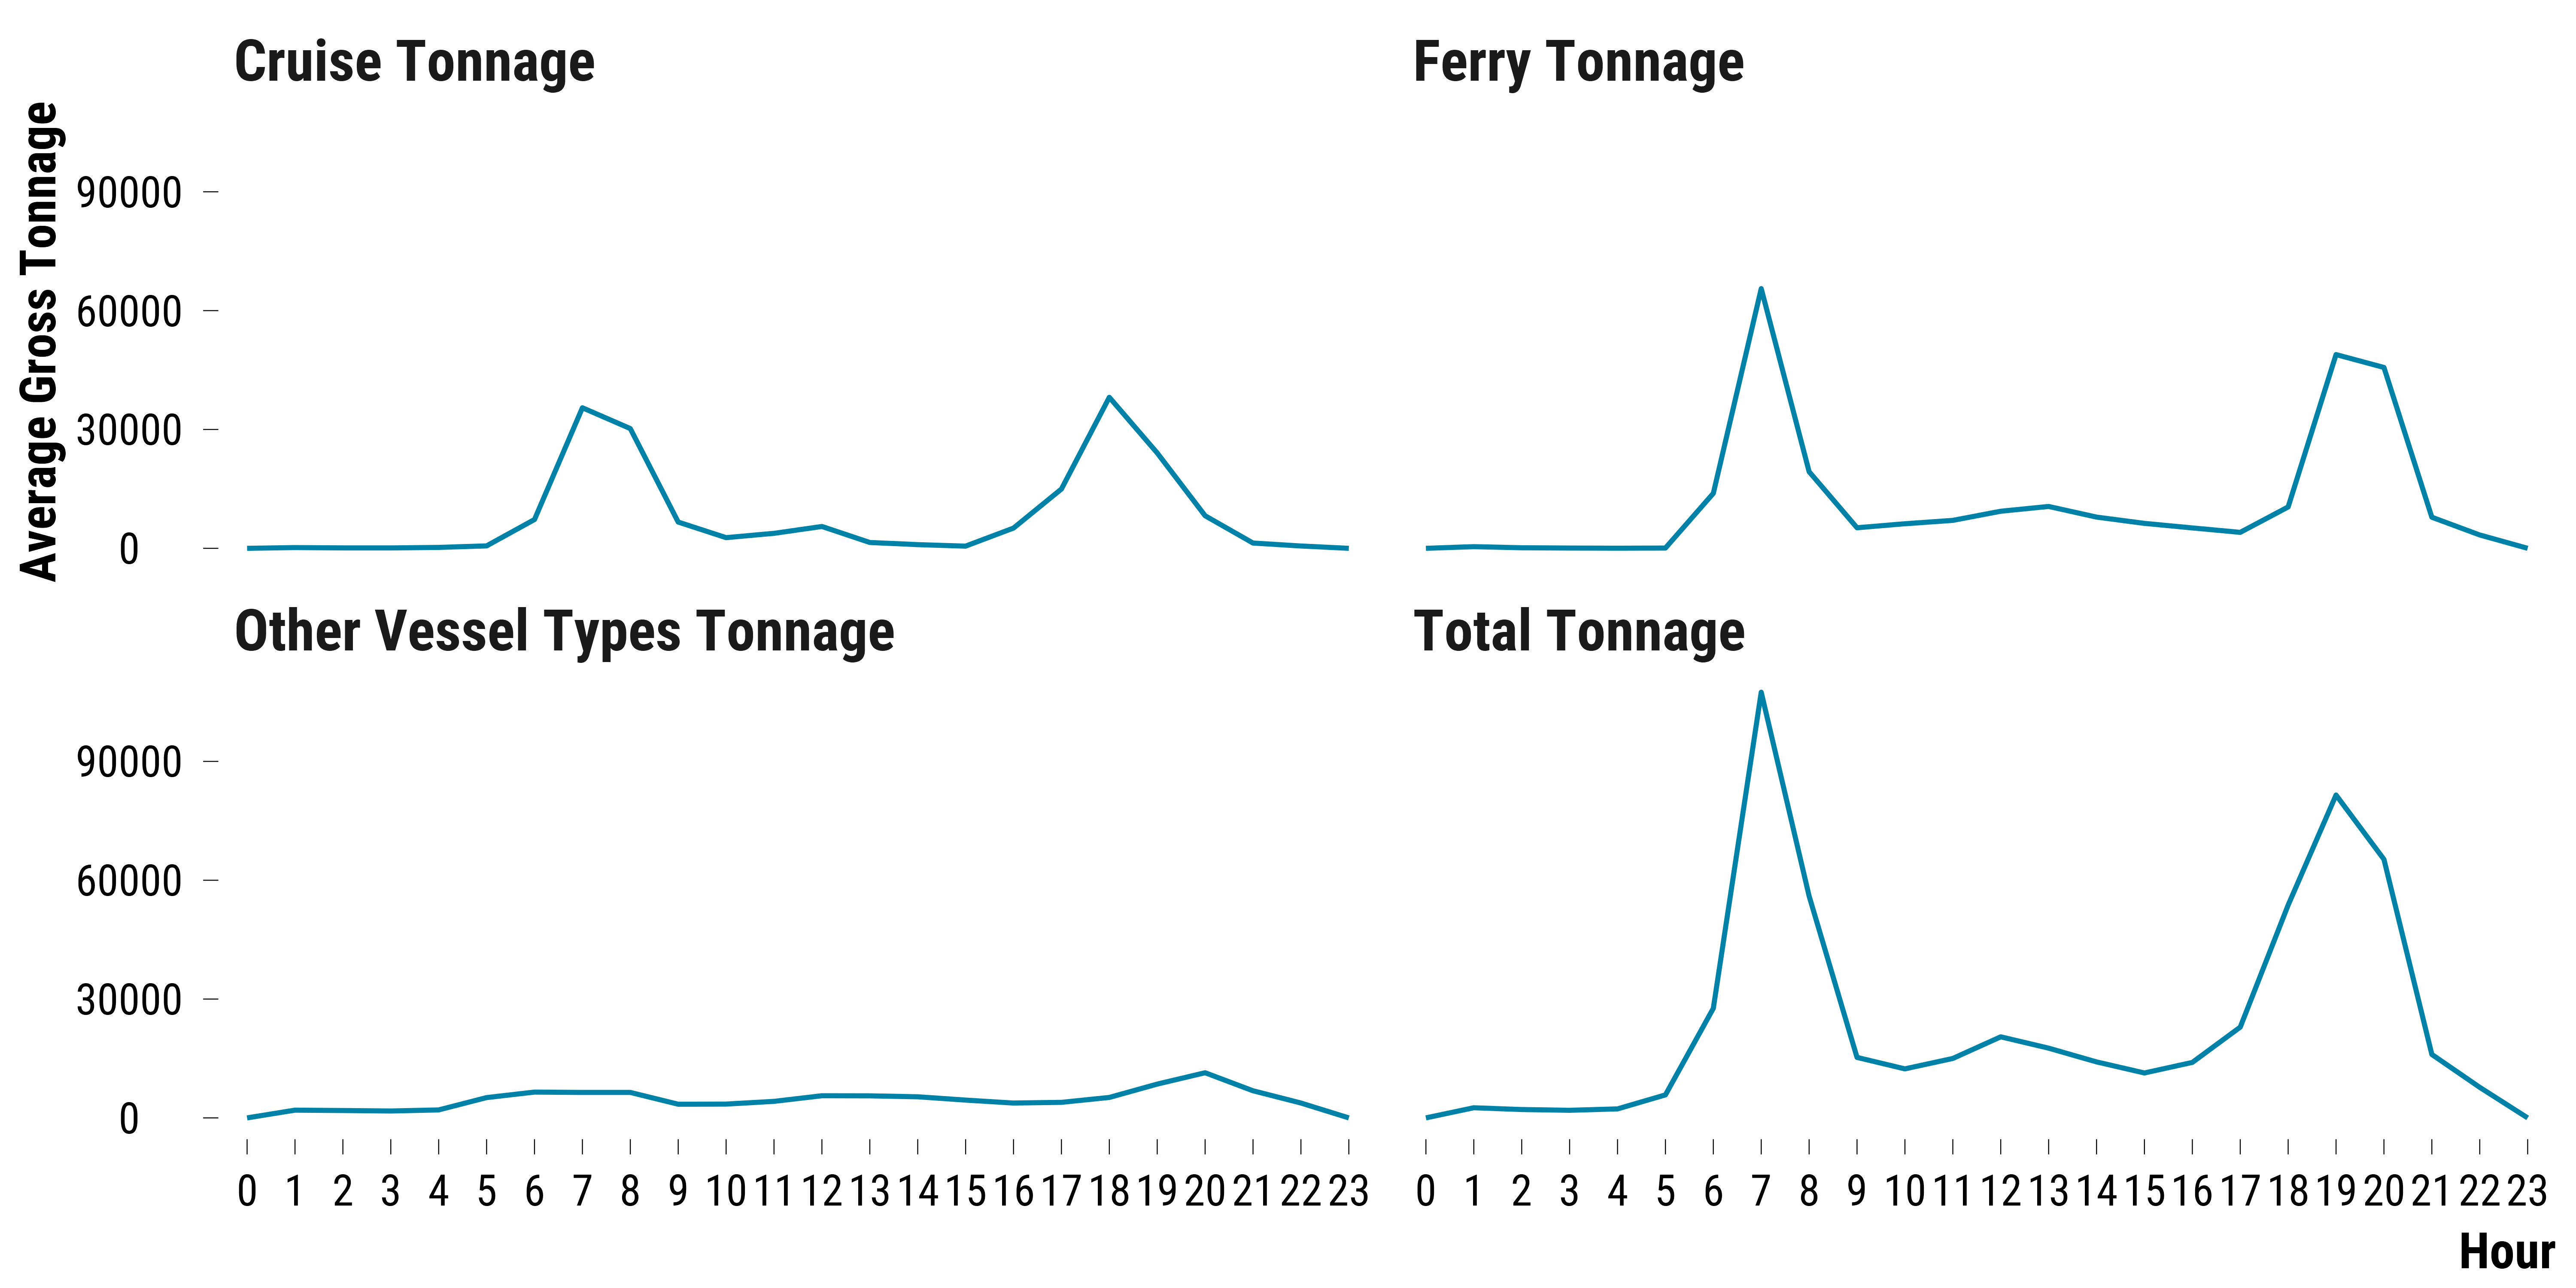 Cruise Tonnage
Ferry Tonnage
Average Gross Tonnage
90000
60000
30000
0
Other Vessel Types Tonnage
Total Tonnage
90000
60000
30000
0
0 1 2 3 4 5 6 7 8 9 10 11 12 13 14 15 16 17 18 19 20 21 22 23
0 1 2 3 4 5 6 7 8 9 10 11 12 13 14 15 16 17 18 19 20 21 22 23
Hour